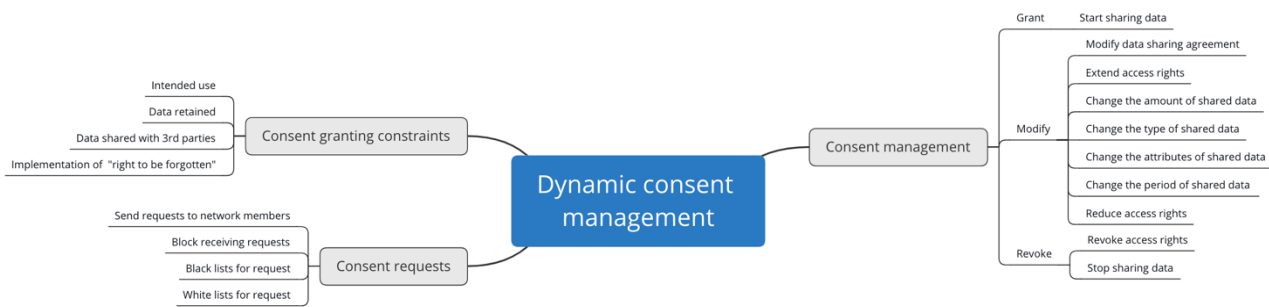 Dynamic consent
management
Consent granting constraints
Intended use
Data retained
Data shared with 3rd parties
Implementation of "right to be forgotten"
Consent requests
Send requests to network members
Block receiving requests
Black lists for request
White lists for request
Consent management
Grant
Start sharing data
Modify
Modify data sharing agreement
Extend access rights
Change the amount of shared data
Change the type of shared data
Change the attributes of shared data
Change the period of shared data
Reduce access rights
Revoke
Revoke access rights
Stop sharing data